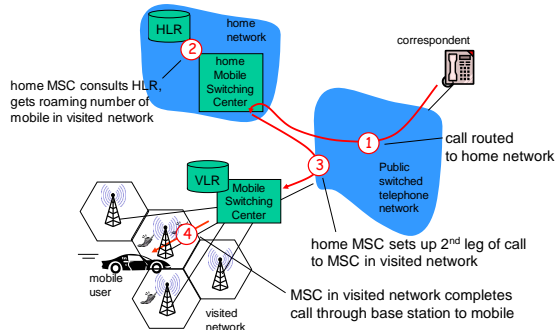 HLR
home
network
2
correspondent
home
Mobile
Switching
Center
home MSC consults HLR,
gets roaming number of
mobile in visited network
1
call routed
to home network
3
Public
switched
telephone
network
VLR
Mobile
Switching
Center
home MSC sets up 2nd leg of call
to MSC in visited network
4
mobile
user
MSC in visited network completes
call through base station to mobile
visited
network